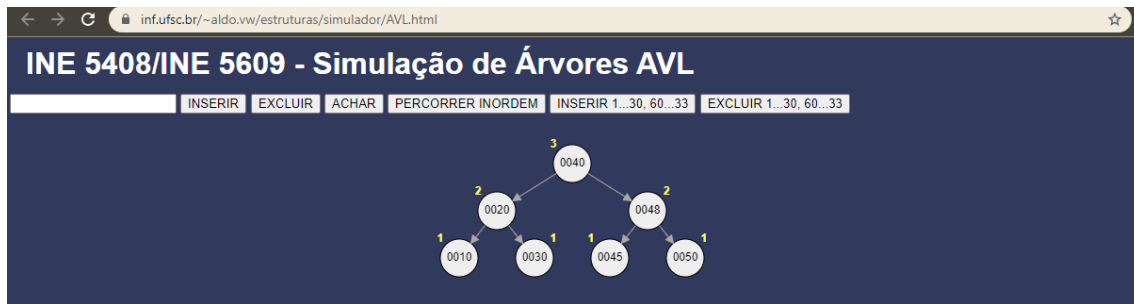 inf.ufsc.br/~aldo.vw/estruturas/simulador/AVL.html
INE 5408/INE 5609 - Simulação de Árvores AVL
INSERIR EXCLUIR ACHAR PERCORRER INORDEM INSERIR 1...30, 60...33 EXCLUIR 1...30, 60...33
3
0040
2 2
0020 0048
1 1 1 1
0010 0030 0045 0050